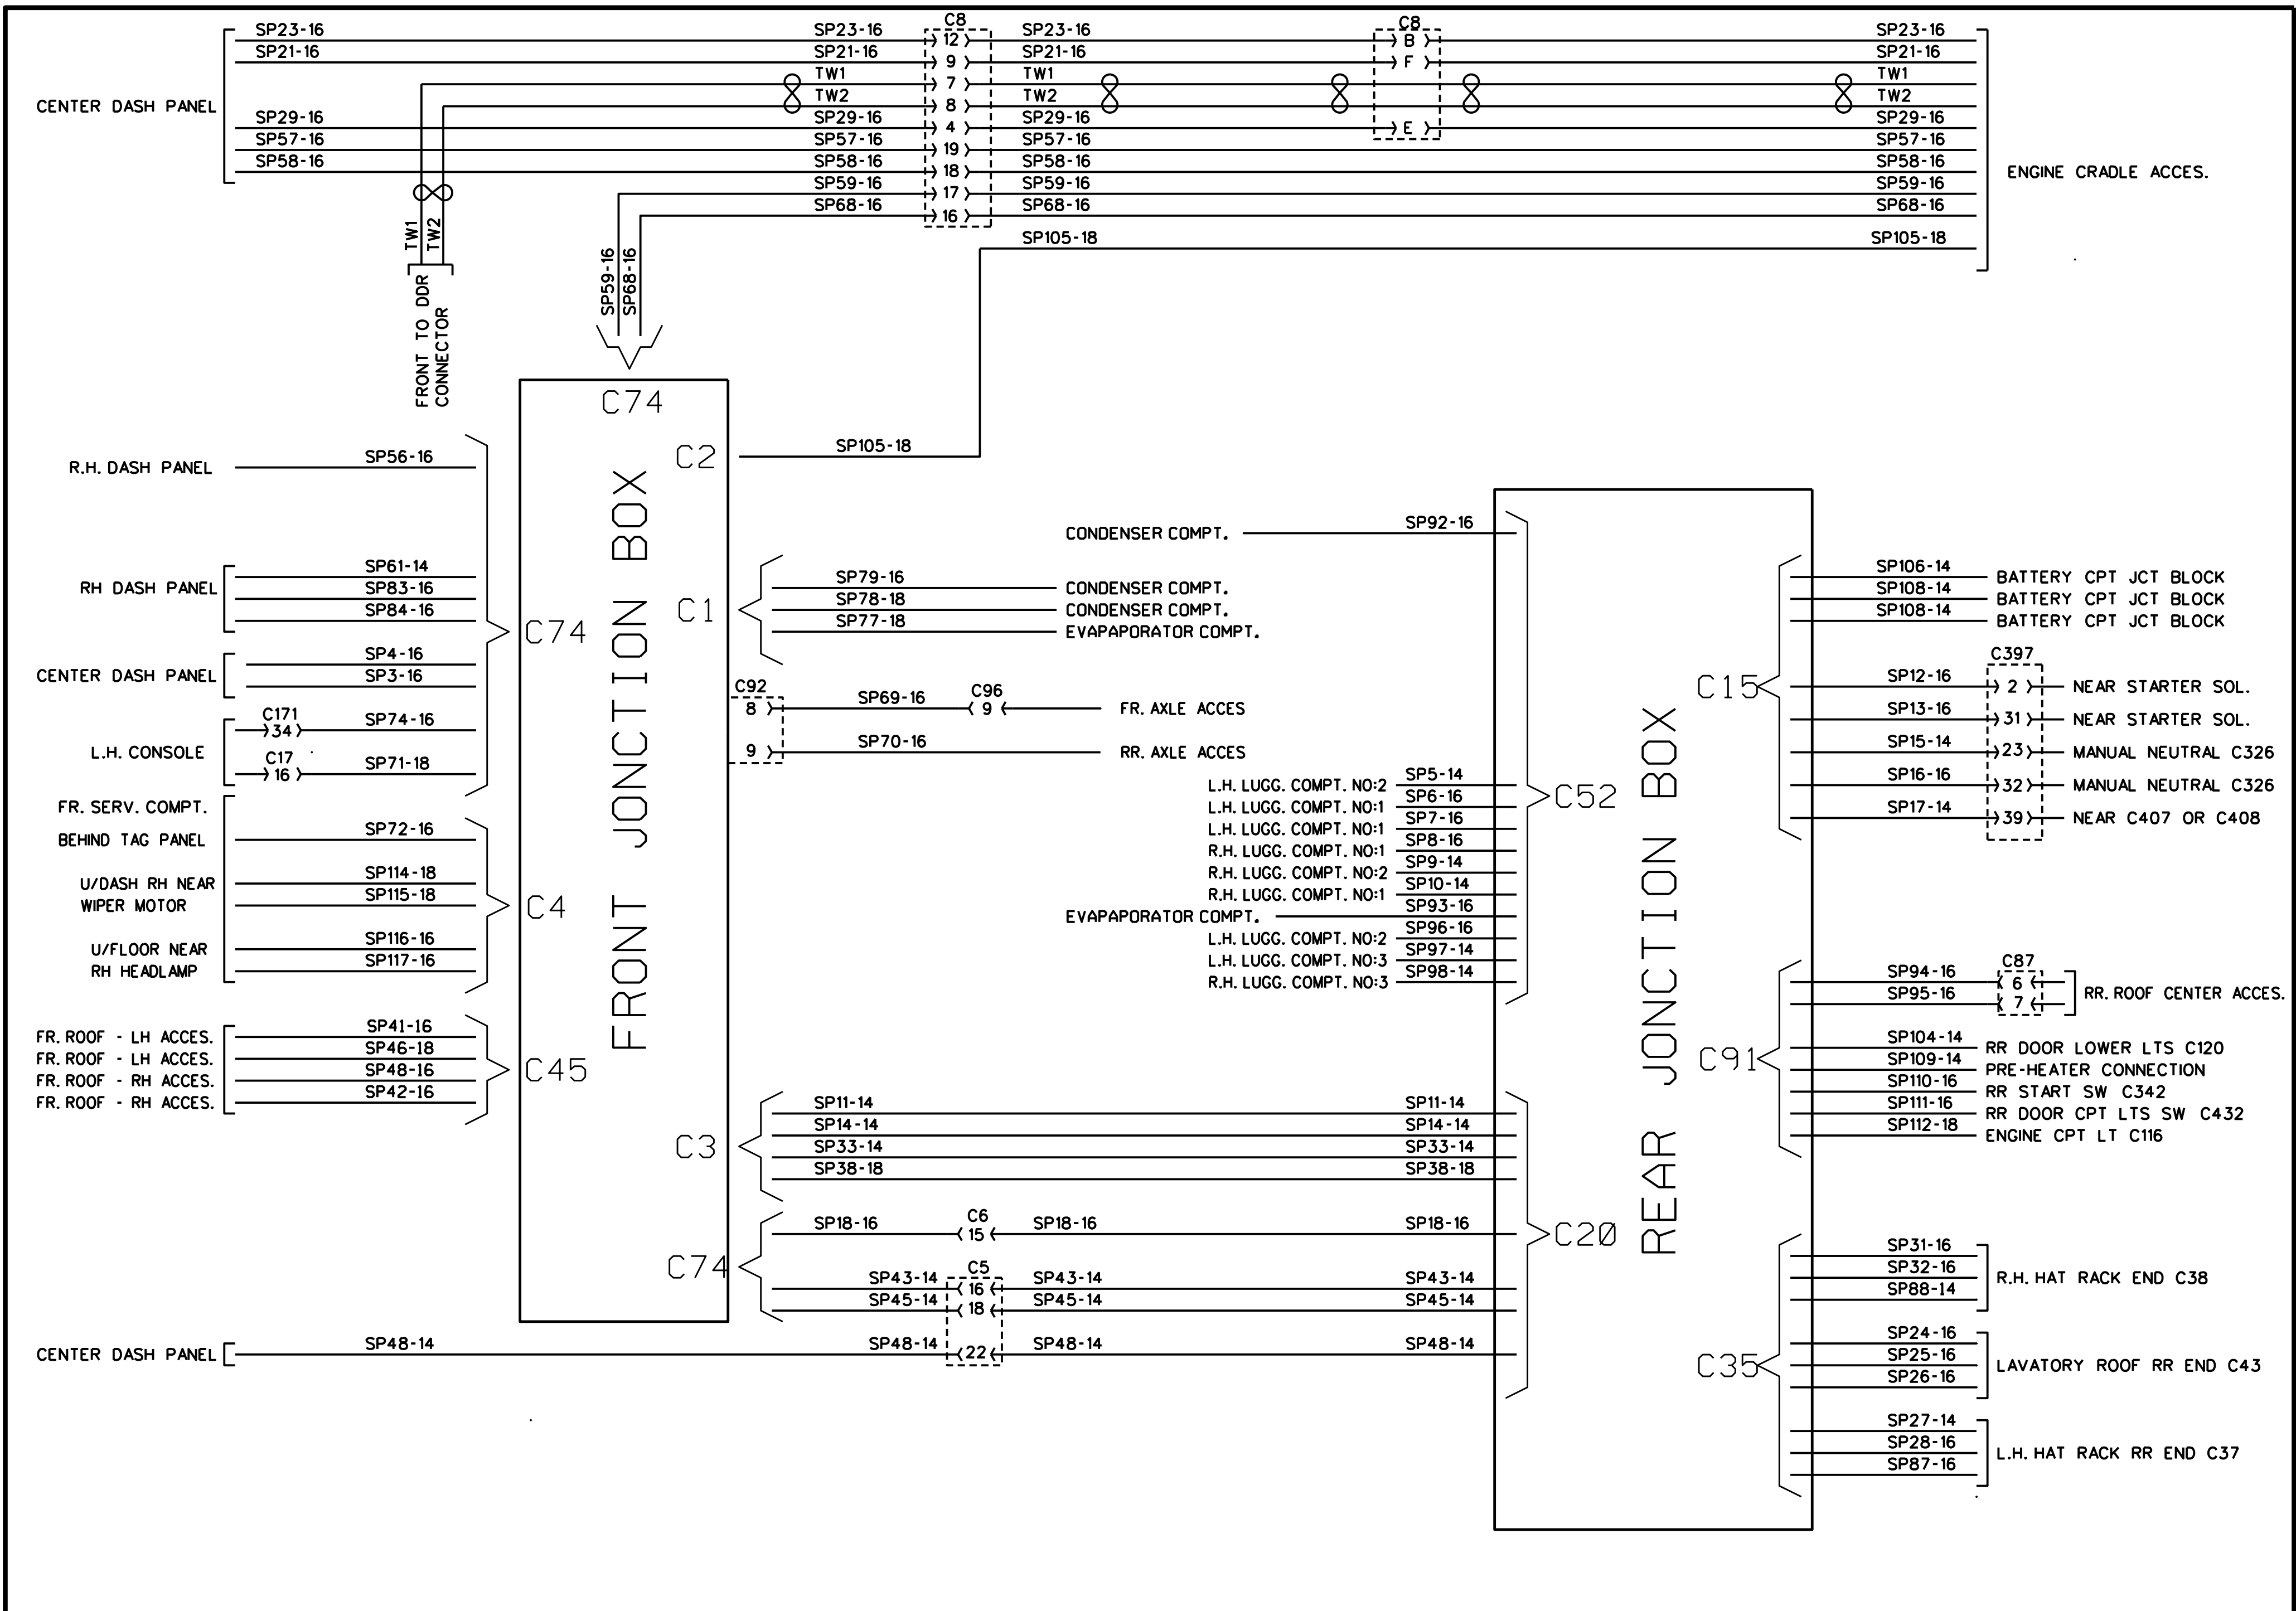 C8
C8
SP23-16 SP23-16 12 SP23-16 B SP23-16
SP21-16 SP21-16 9 SP21-16 F SP21-16
TW1 7 TW1 TW1
CENTER DASH PANEL
TW2 8 TW2 TW2
SP29-16 SP29-16 4 SP29-16 E SP29-16
SP57-16 SP57-16 19 SP57-16 SP57-16
SP58-16 SP58-16 18 SP58-16 SP58-16
ENGINE CRADLE ACCES.
SP59-16 17 SP59-16 SP59-16
SP68-16 16 SP68-16 SP68-16
SP105-18 SP105-18
TW1
TW2
FRONT TO DDR
CONNECTOR
SP59-16
SP68-16
C74
C2
SP105-18
FRONT JONCTION BOX
R.H. DASH PANEL SP56-16
RH DASH PANEL
SP61-14
SP83-16
SP84-16
C74
CENTER DASH PANEL
SP4-16
SP3-16
L.H. CONSOLE
C171
34 SP74-16
C17
16 SP71-18
FR. SERV. COMPT.
BEHIND TAG PANEL SP72-16
U/DASH RH NEAR SP114-18
WIPER MOTOR SP115-18
C4
U/FLOOR NEAR SP116-16
RH HEADLAMP SP117-16
FR. ROOF - LH ACCES. SP41-16
FR. ROOF - LH ACCES. SP46-18
FR. ROOF - RH ACCES. SP48-16
FR. ROOF - RH ACCES. SP42-16
C45
CENTER DASH PANEL SP48-14 SP48-14 22 SP48-14 SP48-14
C1
SP79-16 CONDENSER COMPT.
SP78-18 CONDENSER COMPT.
SP77-18 EVAPAPORATOR COMPT.
C92
C96
8 SP69-16 9 FR. AXLE ACCES
9 SP70-16 RR. AXLE ACCES
C3
SP11-14 SP11-14
SP14-14 SP14-14
SP33-14 SP33-14
SP38-18 SP38-18
C74
C6
SP18-16 15 SP18-16 SP18-16
C5
SP43-14 16 SP43-14 SP43-14
SP45-14 18 SP45-14 SP45-14
C20
CONDENSER COMPT. SP92-16
L.H. LUGG. COMPT. NO:2 SP5-14
L.H. LUGG. COMPT. NO:1 SP6-16
L.H. LUGG. COMPT. NO:1 SP7-16
R.H. LUGG. COMPT. NO:1 SP8-16
R.H. LUGG. COMPT. NO:2 SP9-14
R.H. LUGG. COMPT. NO:1 SP10-14
EVAPAPORATOR COMPT. SP93-16
L.H. LUGG. COMPT. NO:2 SP96-16
L.H. LUGG. COMPT. NO:3 SP97-14
R.H. LUGG. COMPT. NO:3 SP98-14
C52
REAR JONCTION BOX
C15
SP106-14 BATTERY CPT JCT BLOCK
SP108-14 BATTERY CPT JCT BLOCK
SP108-14 BATTERY CPT JCT BLOCK
C397
SP12-16 2 NEAR STARTER SOL.
SP13-16 31 NEAR STARTER SOL.
SP15-14 23 MANUAL NEUTRAL C326
SP16-16 32 MANUAL NEUTRAL C326
SP17-14 39 NEAR C407 OR C408
C91
C87
SP94-16 6
SP95-16 7
RR. ROOF CENTER ACCES.
SP104-14 RR DOOR LOWER LTS C120
SP109-14 PRE-HEATER CONNECTION
SP110-16 RR START SW C342
SP111-16 RR DOOR CPT LTS SW C432
SP112-18 ENGINE CPT LT C116
C35
SP31-16
SP32-16
SP88-14
R.H. HAT RACK END C38
SP24-16
SP25-16
SP26-16
LAVATORY ROOF RR END C43
SP27-14
SP28-16
SP87-16
L.H. HAT RACK RR END C37